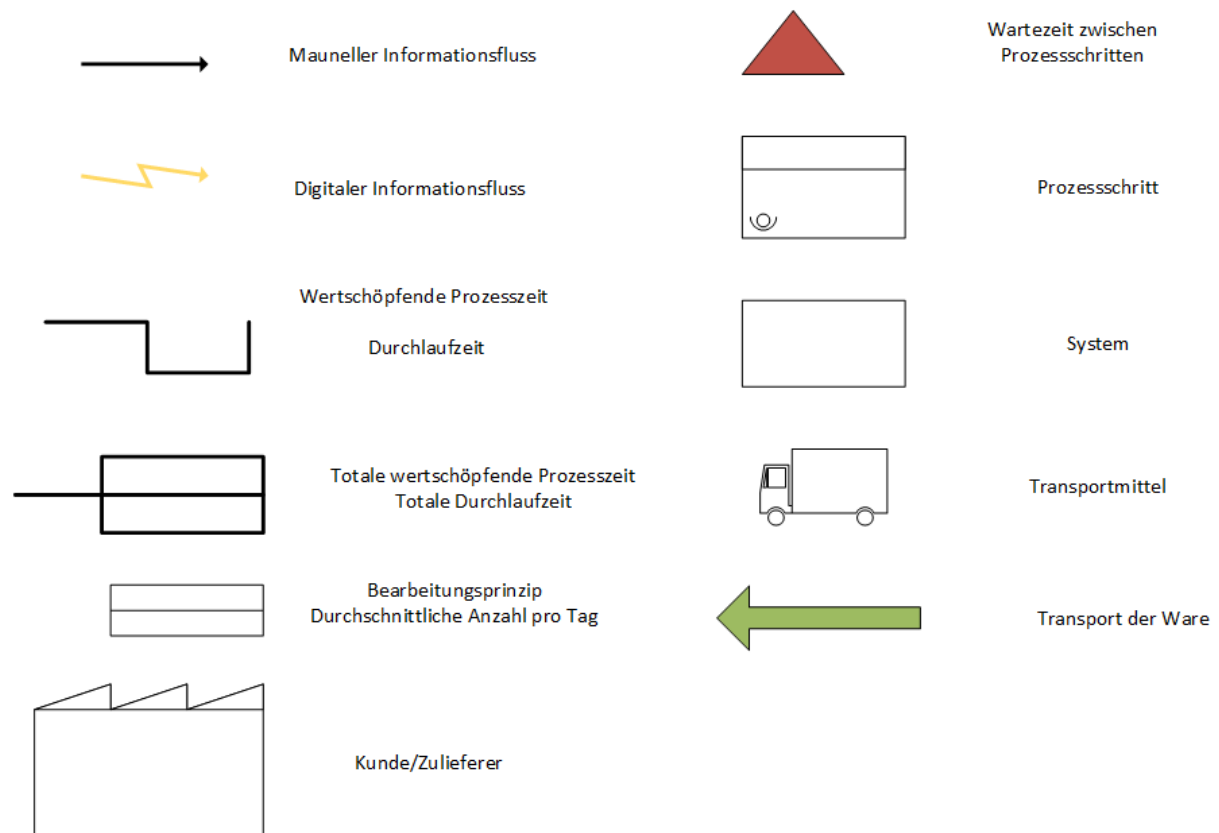 Mauneller Informationsfluss
Wartezeit zwischen
Prozessschritten
Digitaler Informationsfluss
Prozessschritt
Wertschöpfende Prozesszeit
Durchlaufzeit
System
Totale wertschöpfende Prozesszeit
Totale Durchlaufzeit
Transportmittel
Bearbeitungsprinzip
Durchschnittliche Anzahl pro Tag
Transport der Ware
Kunde/Zulieferer